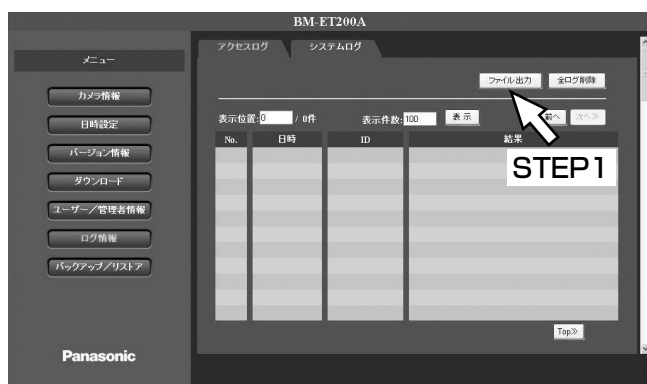 BM-ET200A
メニュー
カメラ情報
日時設定
バージョン情報
ダウンロード
ユーザー／管理者情報
ログ情報
バックアップ/リストア
Panasonic
アクセスログ システムログ
ファイル出力 全ログ削除
表示位置:0 / 0件 表示件数:100 表示 前へ 次へ≫
No. 日時 ID 結果
STEP1
Top≫